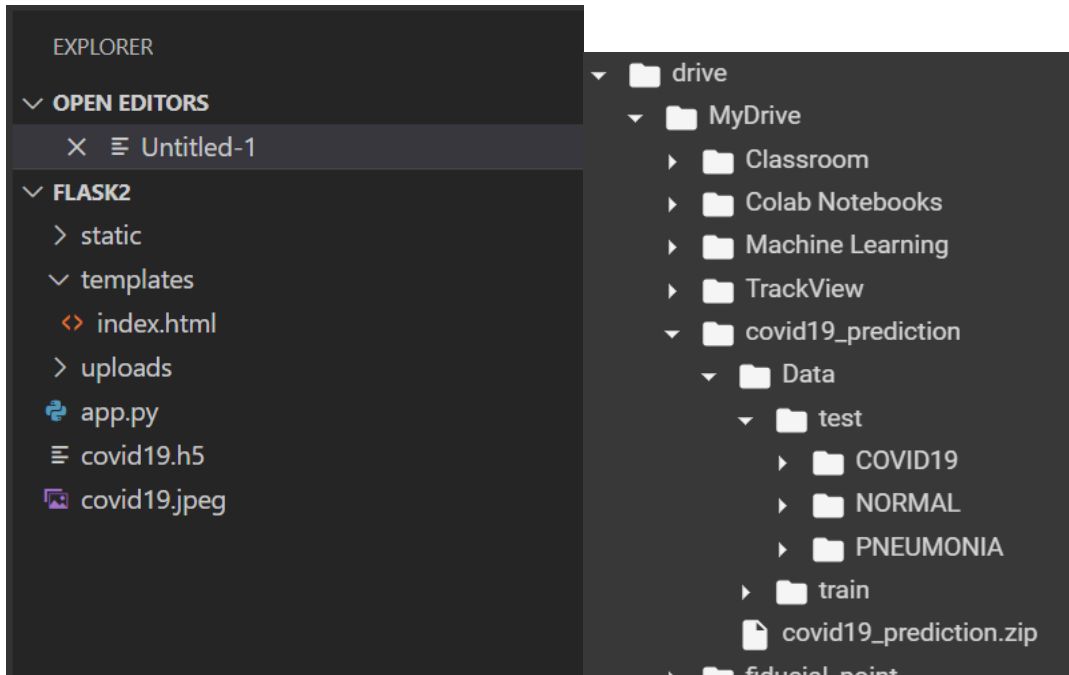 EXPLORER
OPEN EDITORS
Untitled-1
FLASK2
static
templates
index.html
uploads
app.py
covid19.h5
covid19.jpeg
drive
MyDrive
Classroom
Colab Notebooks
Machine Learning
TrackView
covid19_prediction
Data
test
COVID19
NORMAL
PNEUMONIA
train
covid19_prediction.zip